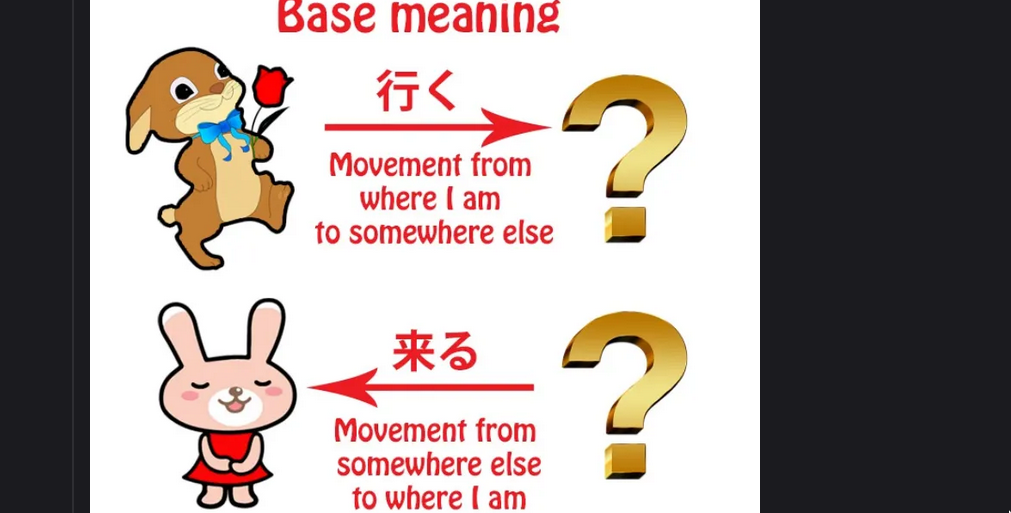 Base meaning
行く
Movement from
where I am
to somewhere else
来る
Movement from
somewhere else
to where I am